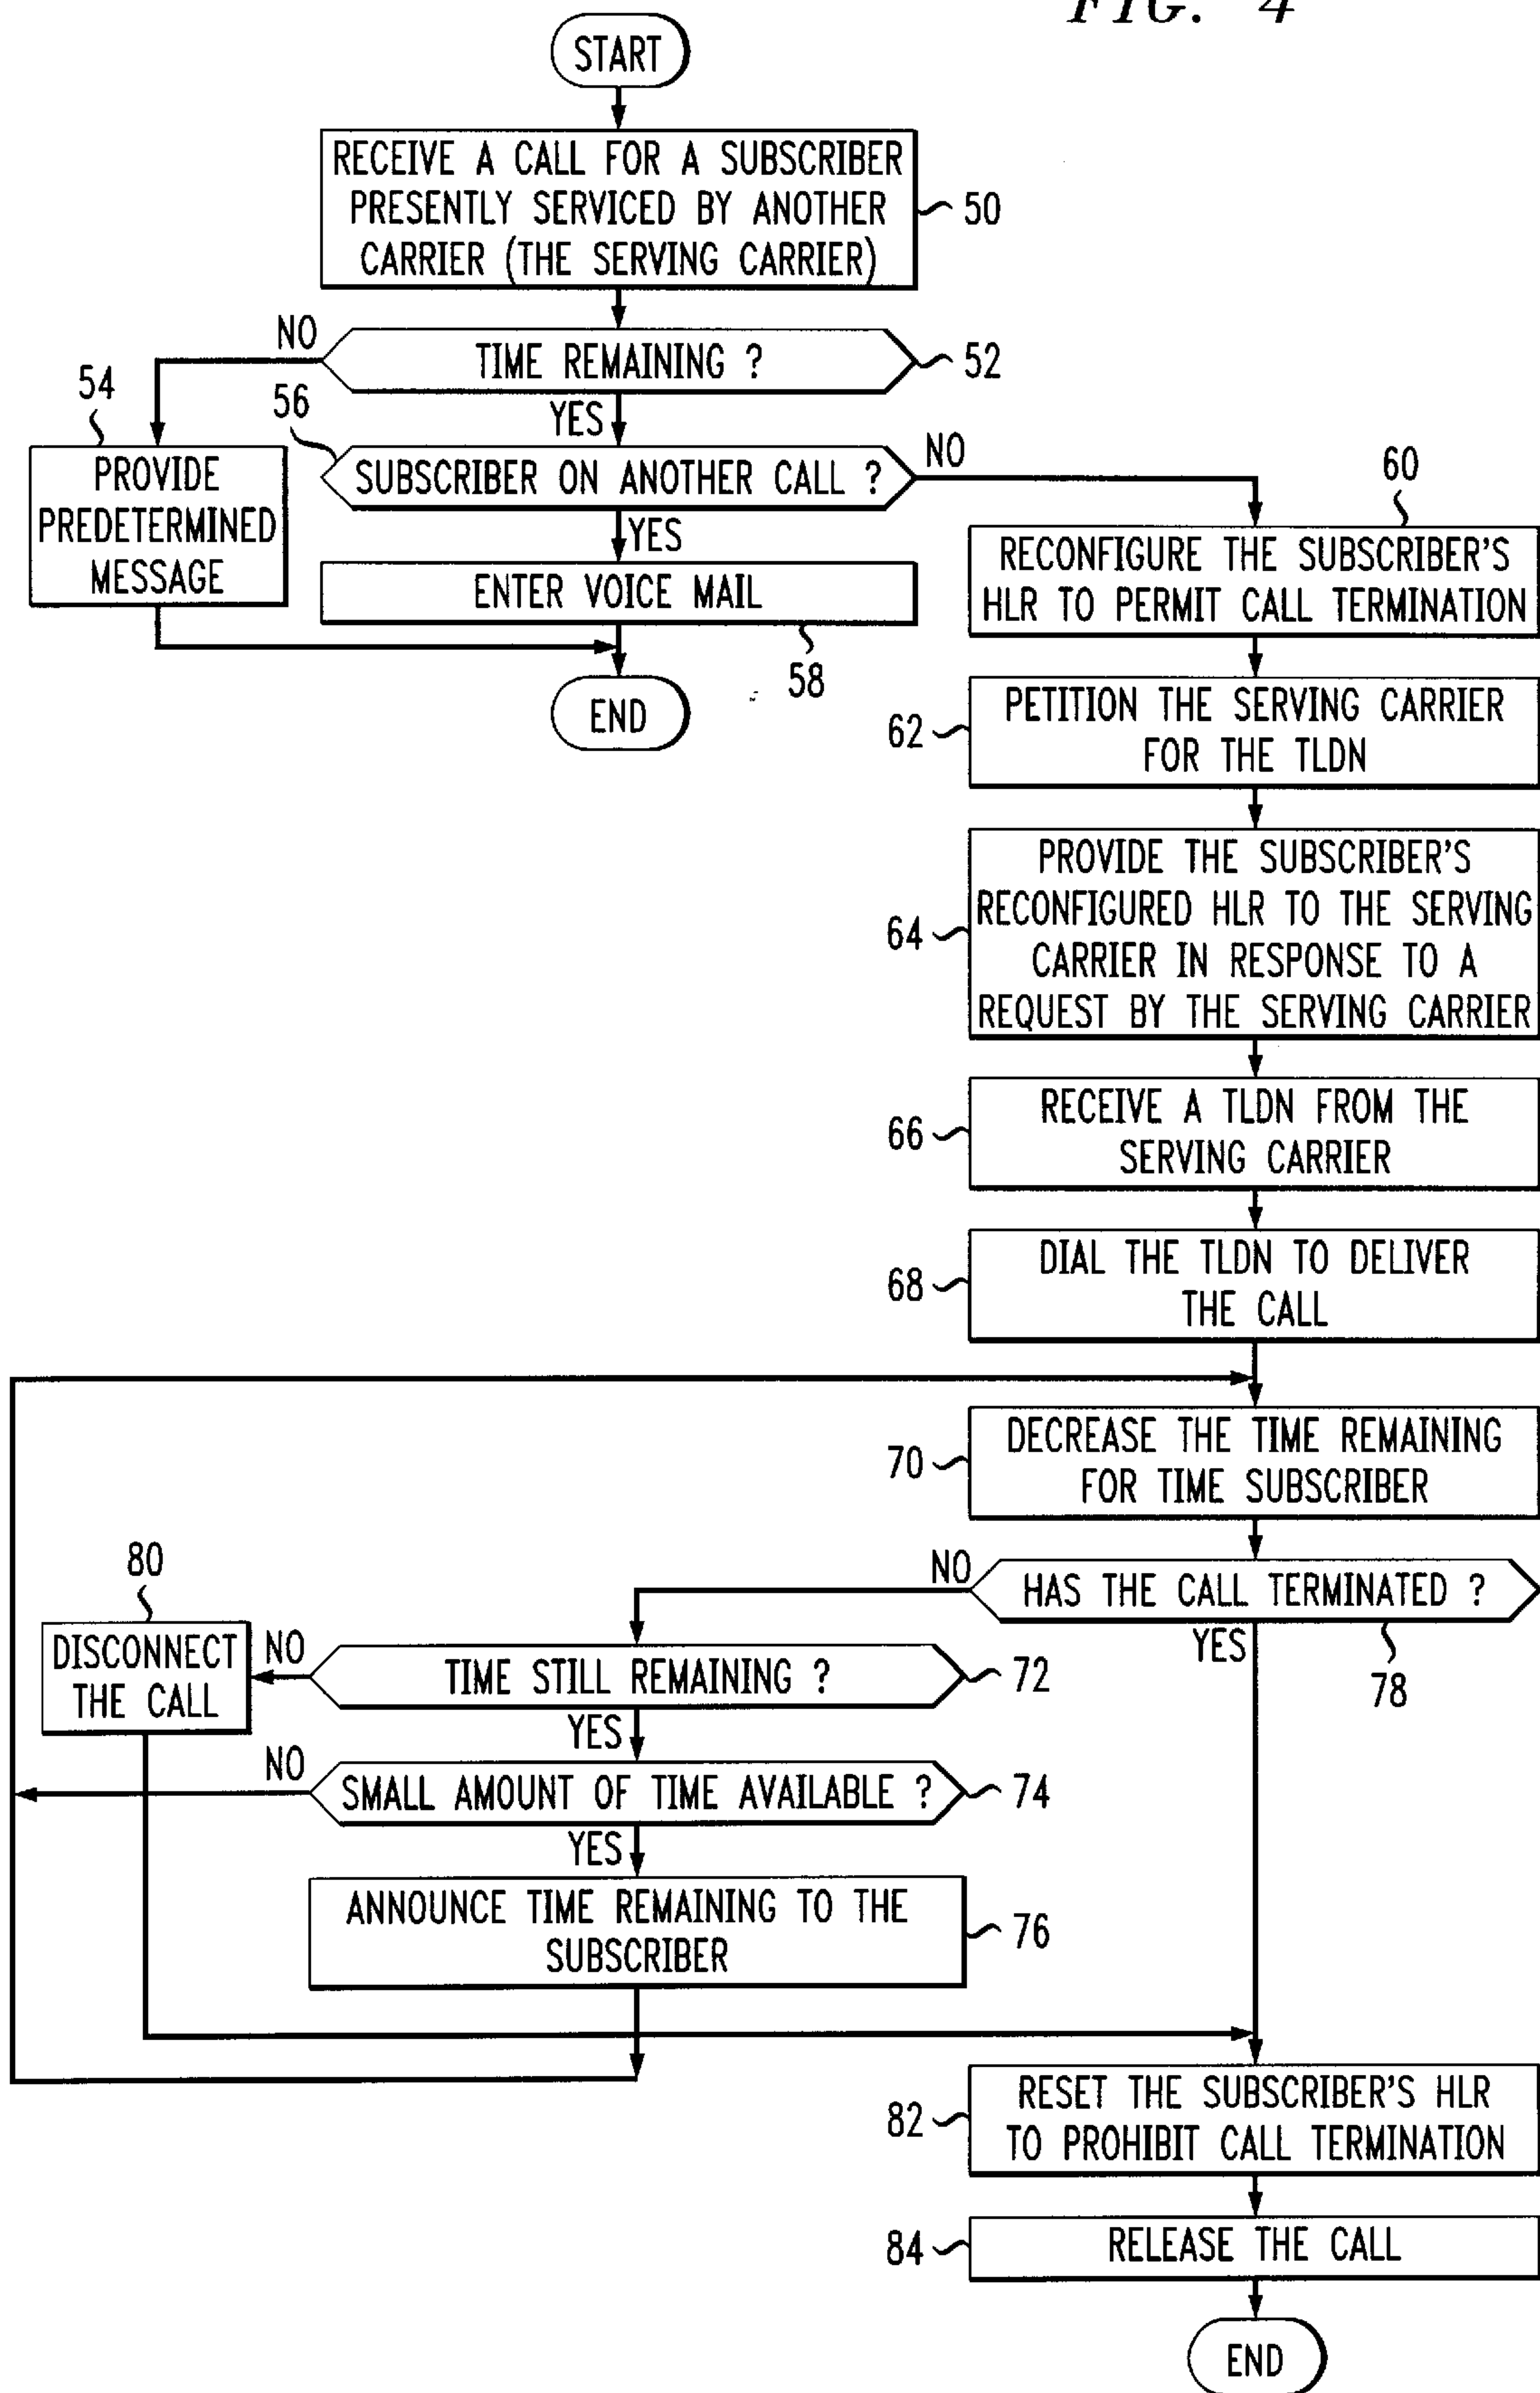 FIG. 4
START
RECEIVE A CALL FOR A SUBSCRIBER
PRESENTLY SERVICED BY ANOTHER
CARRIER (THE SERVING CARRIER)
50
NO
TIME REMAINING ?
52
YES
54
PROVIDE
PREDETERMINED
MESSAGE
56
SUBSCRIBER ON ANOTHER CALL ?
NO
YES
ENTER VOICE MAIL
58
END
60
RECONFIGURE THE SUBSCRIBER'S
HLR TO PERMIT CALL TERMINATION
62
PETITION THE SERVING CARRIER
FOR THE TLDN
64
PROVIDE THE SUBSCRIBER'S
RECONFIGURED HLR TO THE SERVING
CARRIER IN RESPONSE TO A
REQUEST BY THE SERVING CARRIER
66
RECEIVE A TLDN FROM THE
SERVING CARRIER
68
DIAL THE TLDN TO DELIVER
THE CALL
70
DECREASE THE TIME REMAINING
FOR TIME SUBSCRIBER
NO
HAS THE CALL TERMINATED ?
YES
78
80
DISCONNECT
THE CALL
NO
TIME STILL REMAINING ?
72
YES
NO
SMALL AMOUNT OF TIME AVAILABLE ?
74
YES
ANNOUNCE TIME REMAINING TO THE
SUBSCRIBER
76
82
RESET THE SUBSCRIBER'S HLR
TO PROHIBIT CALL TERMINATION
84
RELEASE THE CALL
END